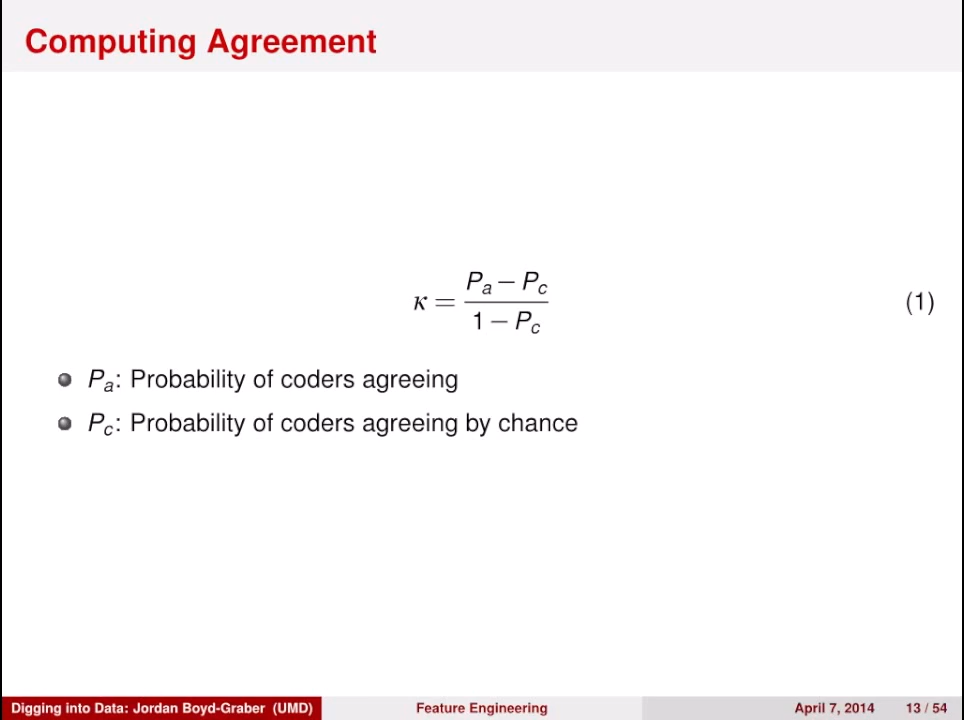 Computing Agreement
κ = (P_a − P_c) / (1 − P_c) (1)
P_a: Probability of coders agreeing
P_c: Probability of coders agreeing by chance
Digging into Data: Jordan Boyd-Graber (UMD) Feature Engineering April 7, 2014 13 / 54